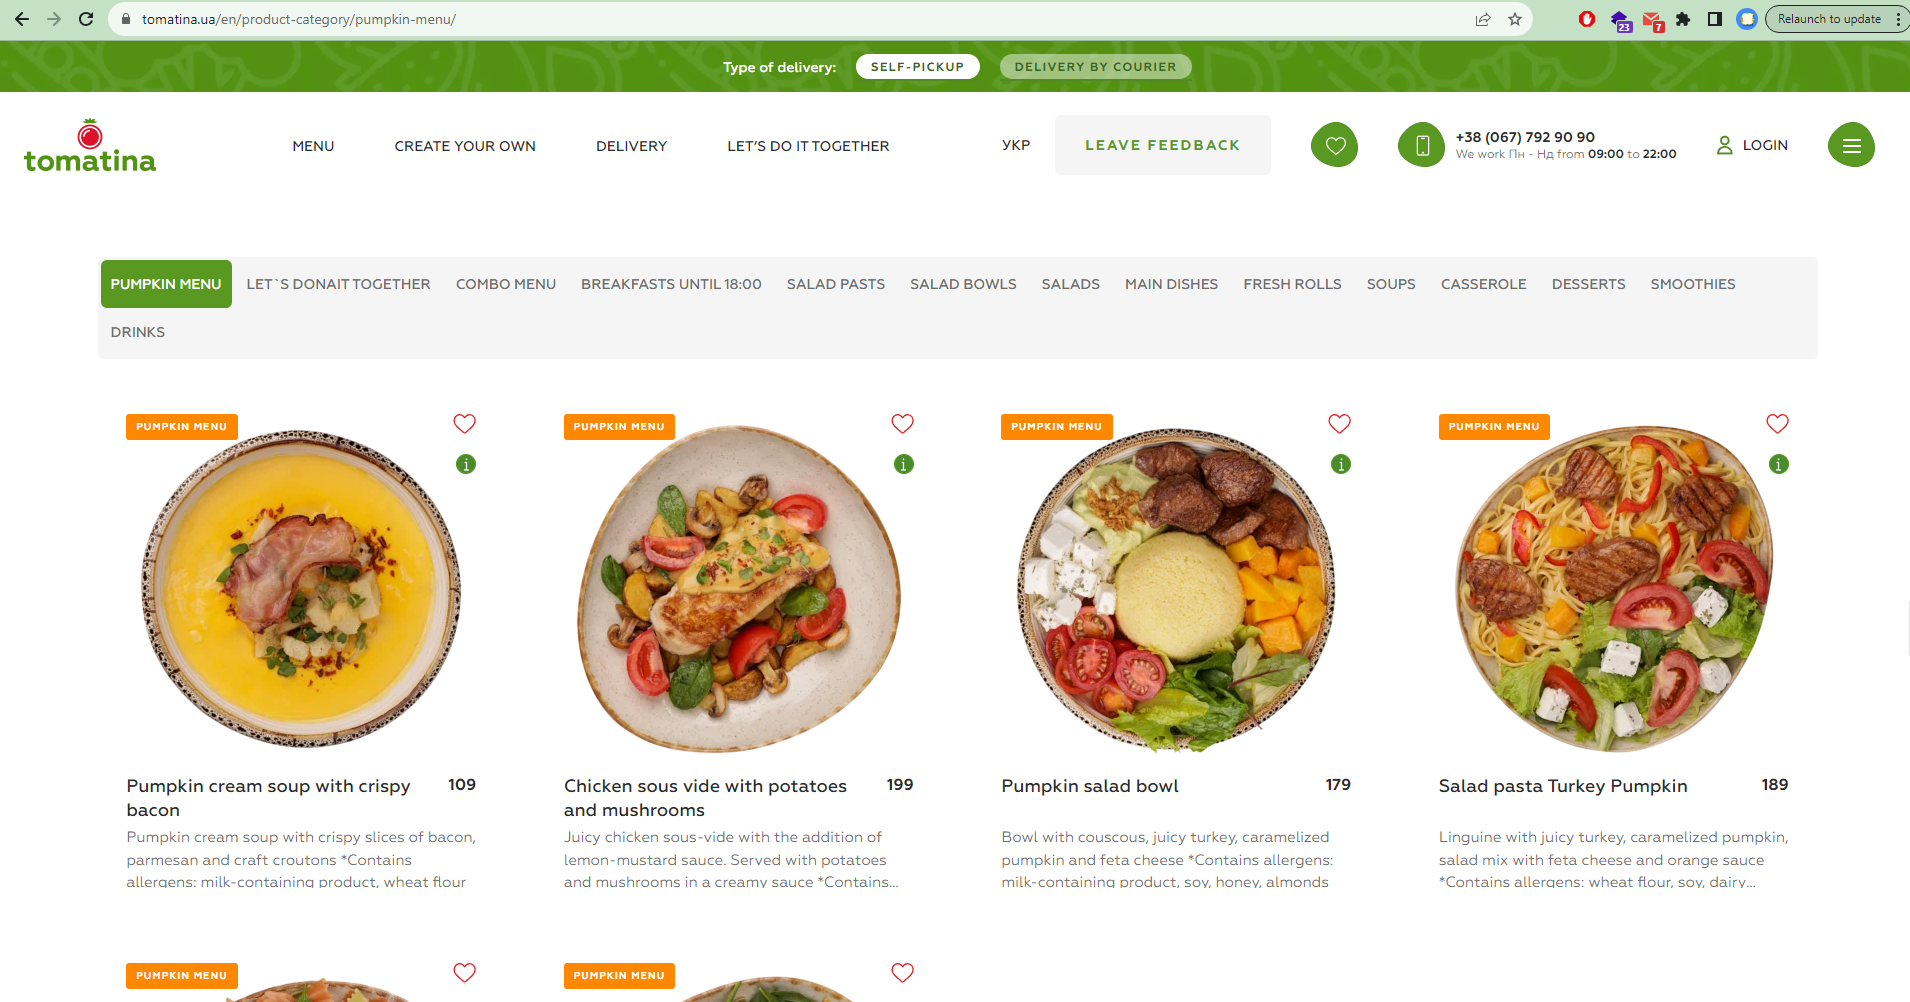 tomatina.ua/en/product-category/pumpkin-menu/
23
7
Relaunch to update
Type of delivery:
SELF-PICKUP
DELIVERY BY COURIER
tomatina
MENU
CREATE YOUR OWN
DELIVERY
LET'S DO IT TOGETHER
УКР
LEAVE FEEDBACK
+38 (067) 792 90 90
We work Пн - Нд from 09:00 to 22:00
LOGIN
PUMPKIN MENU
LET`S DONAIT TOGETHER
COMBO MENU
BREAKFASTS UNTIL 18:00
SALAD PASTS
SALAD BOWLS
SALADS
MAIN DISHES
FRESH ROLLS
SOUPS
CASSEROLE
DESSERTS
SMOOTHIES
DRINKS
PUMPKIN MENU
i
Pumpkin cream soup with crispy
bacon
109
Pumpkin cream soup with crispy slices of bacon,
parmesan and craft croutons *Contains
allergens: milk-containing product, wheat flour
PUMPKIN MENU
i
Chicken sous vide with potatoes
and mushrooms
199
Juicy chicken sous-vide with the addition of
lemon-mustard sauce. Served with potatoes
and mushrooms in a creamy sauce *Contains...
PUMPKIN MENU
i
Pumpkin salad bowl
179
Bowl with couscous, juicy turkey, caramelized
pumpkin and feta cheese *Contains allergens:
milk-containing product, soy, honey, almonds
PUMPKIN MENU
i
Salad pasta Turkey Pumpkin
189
Linguine with juicy turkey, caramelized pumpkin,
salad mix with feta cheese and orange sauce
*Contains allergens: wheat flour, soy, dairy...
PUMPKIN MENU
PUMPKIN MENU